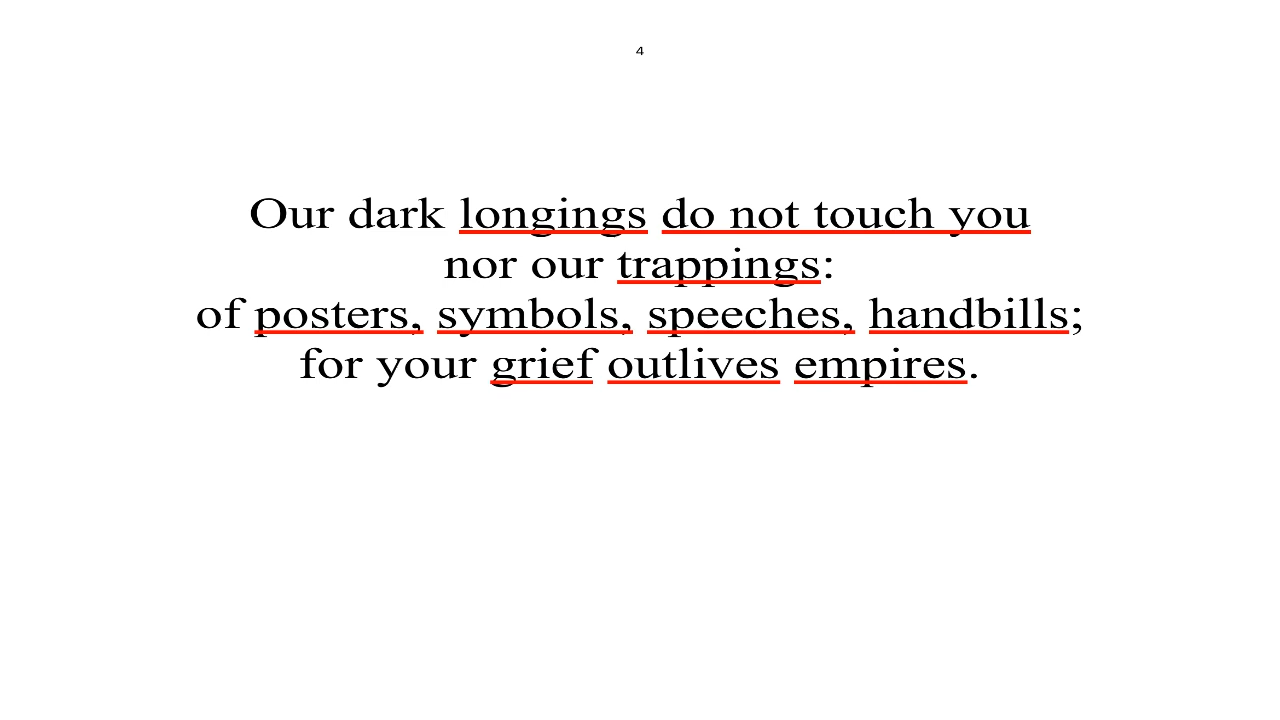 4
Our dark longings do not touch you
nor our trappings:
of posters, symbols, speeches, handbills;
for your grief outlives empires.